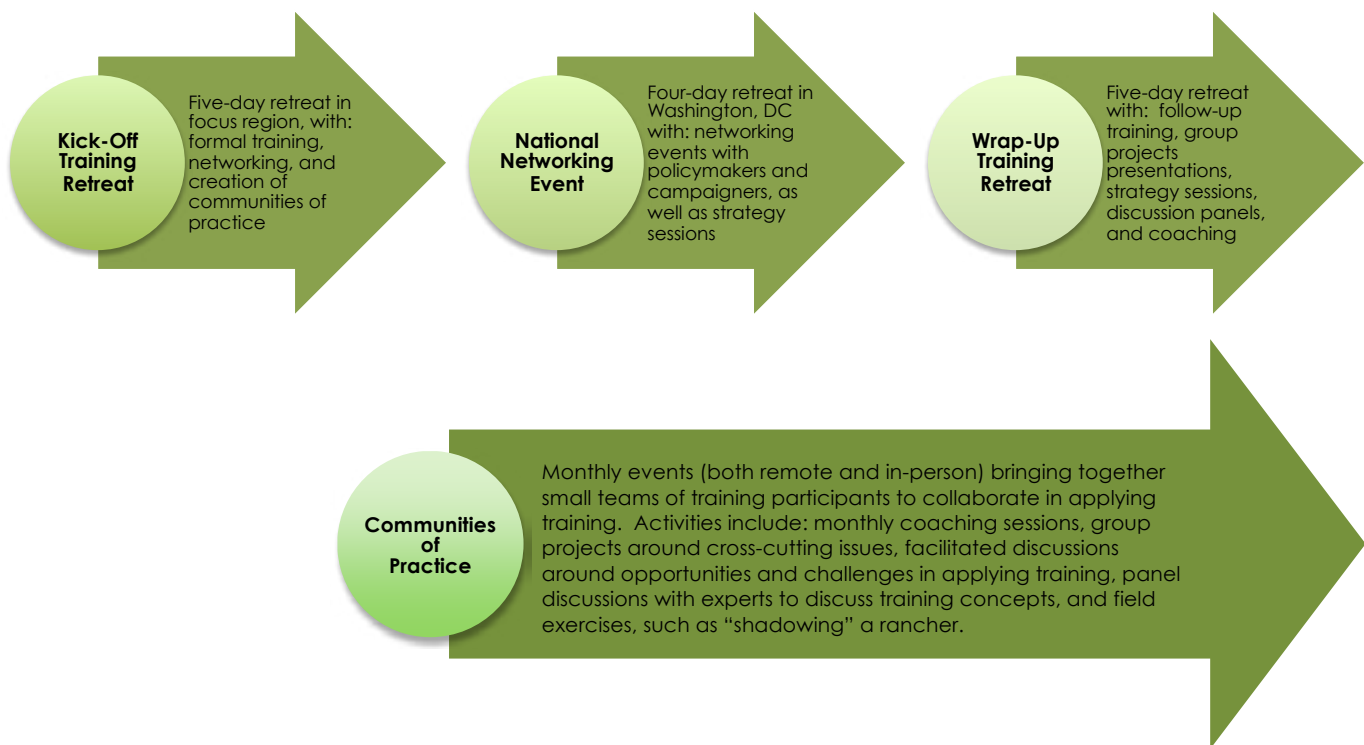 Kick-Off
Training
Retreat
Five-day retreat in
focus region, with:
formal training,
networking, and
creation of
communities of
practice
National
Networking
Event
Four-day retreat in
Washington, DC
with: networking
events with
policymakers and
campaigners, as
well as strategy
sessions
Wrap-Up
Training
Retreat
Five-day retreat
with:  follow-up
training, group
projects
presentations,
strategy sessions,
discussion panels,
and coaching
Communities
of
Practice
Monthly events (both remote and in-person) bringing together
small teams of training participants to collaborate in applying
training.  Activities include: monthly coaching sessions, group
projects around cross-cutting issues, facilitated discussions
around opportunities and challenges in applying training, panel
discussions with experts to discuss training concepts, and field
exercises, such as “shadowing” a rancher.